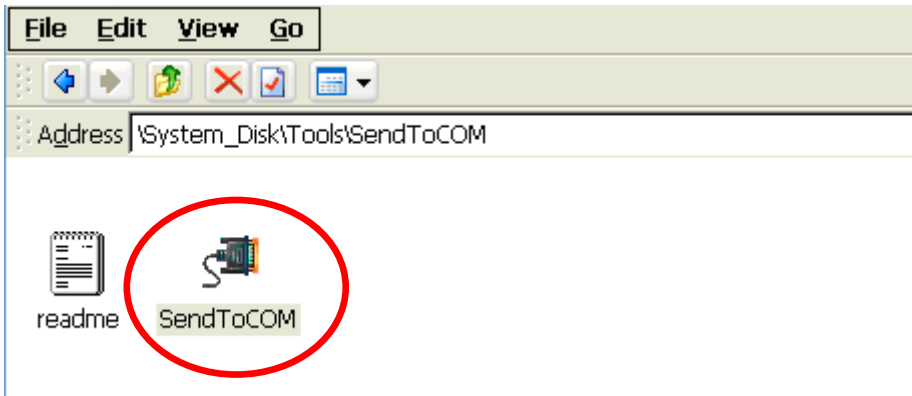 File Edit View Go
Address \System_Disk\Tools\SendToCOM
readme SendToCOM